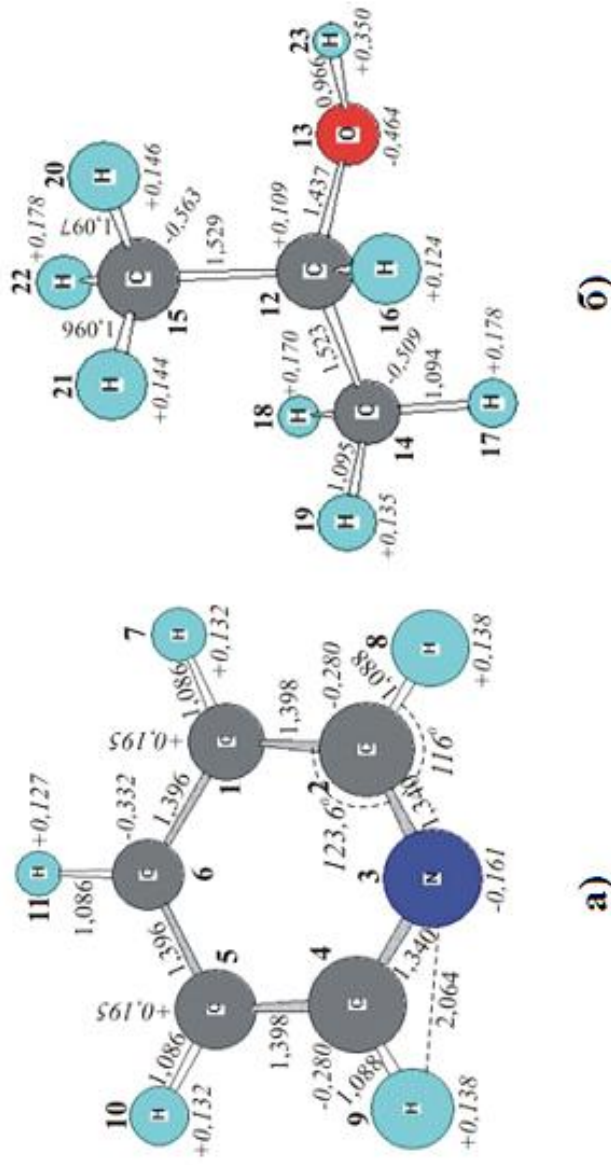 11
H
+0,127
1,086
-0,332
C
6
1,396
1,396
7
H
+0,132
1,086
+0,195
C
1
1,398
-0,280
C
2
123,6°
116°
1,088
8
H
+0,138
1,340
3
N
-0,161
1,340
2,064
4
C
-0,280
1,088
9
H
+0,138
1,398
5
C
+0,195
1,086
10
H
+0,132
а)
22
H
+0,178
20
H
+0,146
1,097
21
H
+0,144
1,096
C
15
-0,563
1,529
+0,109
C
12
1,437
13
O
-0,464
0,966
23
H
+0,350
16
H
+0,124
1,523
18
H
+0,170
C
14
-0,509
1,095
19
H
+0,135
1,094
17
H
+0,178
б)